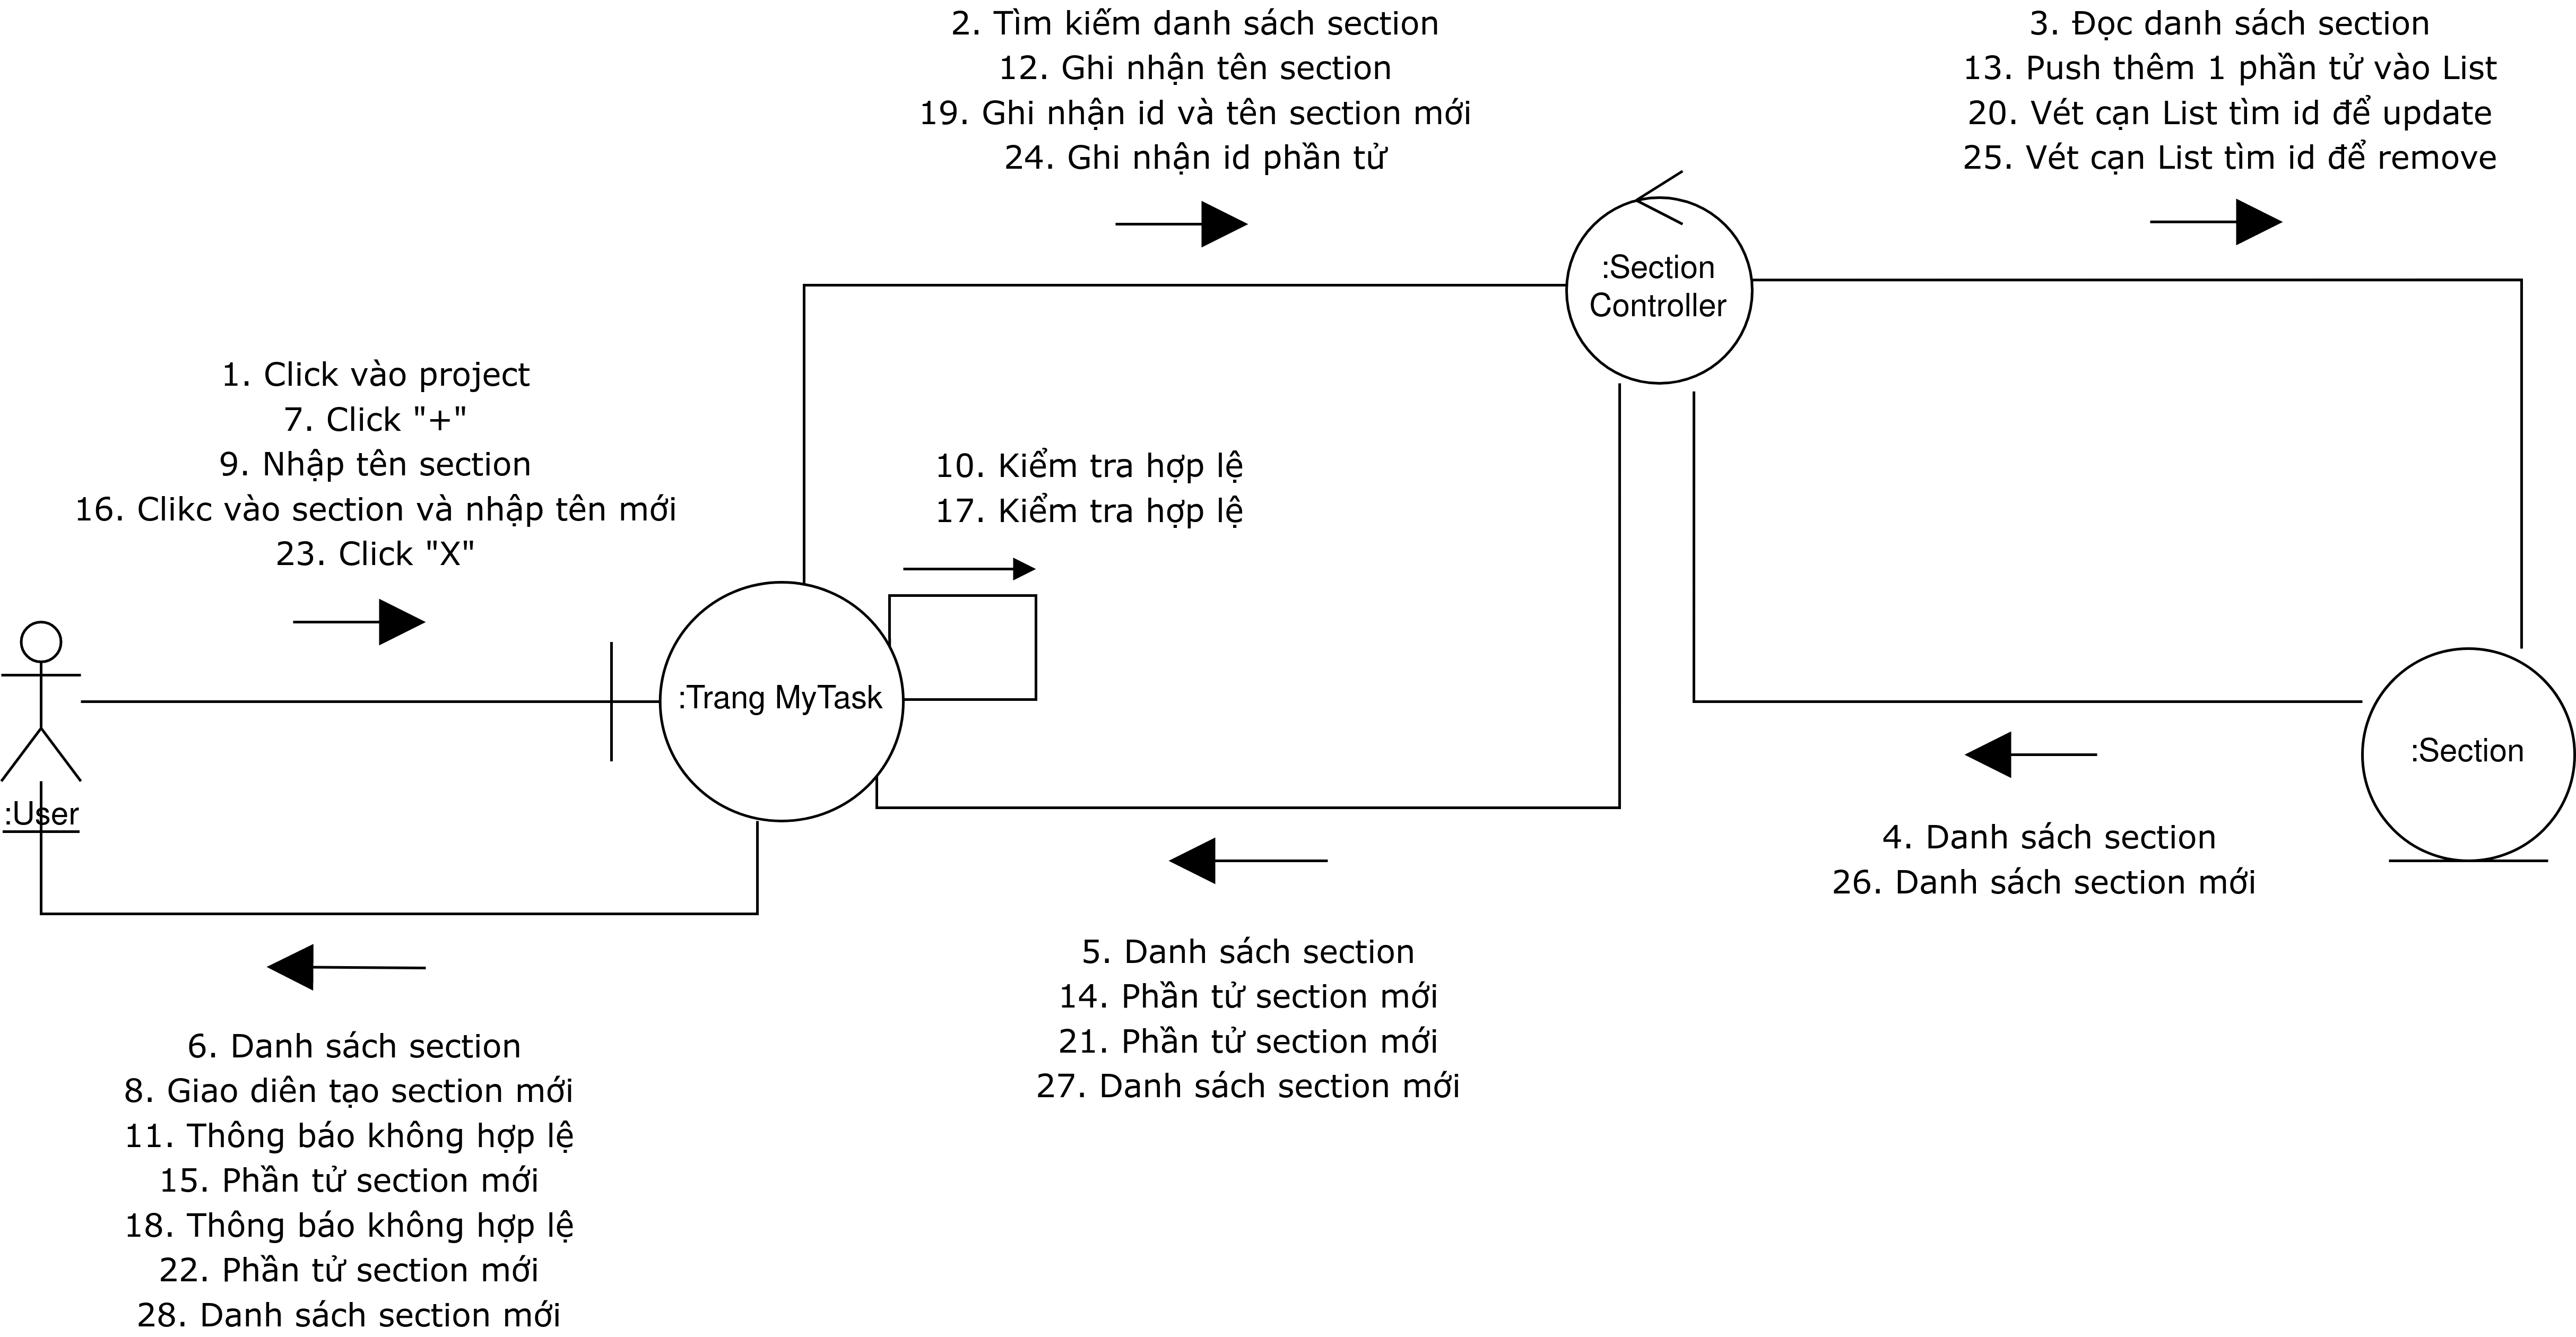 2. Tìm kiếm danh sách section
12. Ghi nhận tên section
19. Ghi nhận id và tên section mới
24. Ghi nhận id phần tử
3. Đọc danh sách section
13. Push thêm 1 phần tử vào List
20. Vét cạn List tìm id để update
25. Vét cạn List tìm id để remove
:Section
Controller
1. Click vào project
7. Click "+"
9. Nhập tên section
16. Clikc vào section và nhập tên mới
23. Click "X"
10. Kiểm tra hợp lệ
17. Kiểm tra hợp lệ
:Trang MyTask
:Section
:User
4. Danh sách section
26. Danh sách section mới
5. Danh sách section
14. Phần tử section mới
21. Phần tử section mới
27. Danh sách section mới
6. Danh sách section
8. Giao diên tạo section mới
11. Thông báo không hợp lệ
15. Phần tử section mới
18. Thông báo không hợp lệ
22. Phần tử section mới
28. Danh sách section mới